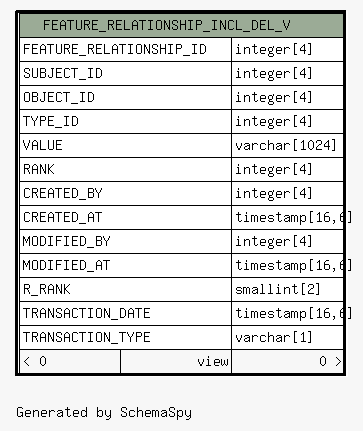 FEATURE_RELATIONSHIP_INCL_DEL_V
FEATURE_RELATIONSHIP_ID integer[4]
SUBJECT_ID integer[4]
OBJECT_ID integer[4]
TYPE_ID integer[4]
VALUE varchar[1024]
RANK integer[4]
CREATED_BY integer[4]
CREATED_AT timestamp[16,6]
MODIFIED_BY integer[4]
MODIFIED_AT timestamp[16,6]
R_RANK smallint[2]
TRANSACTION_DATE timestamp[16,6]
TRANSACTION_TYPE varchar[1]
< 0 view 0 >
Generated by SchemaSpy